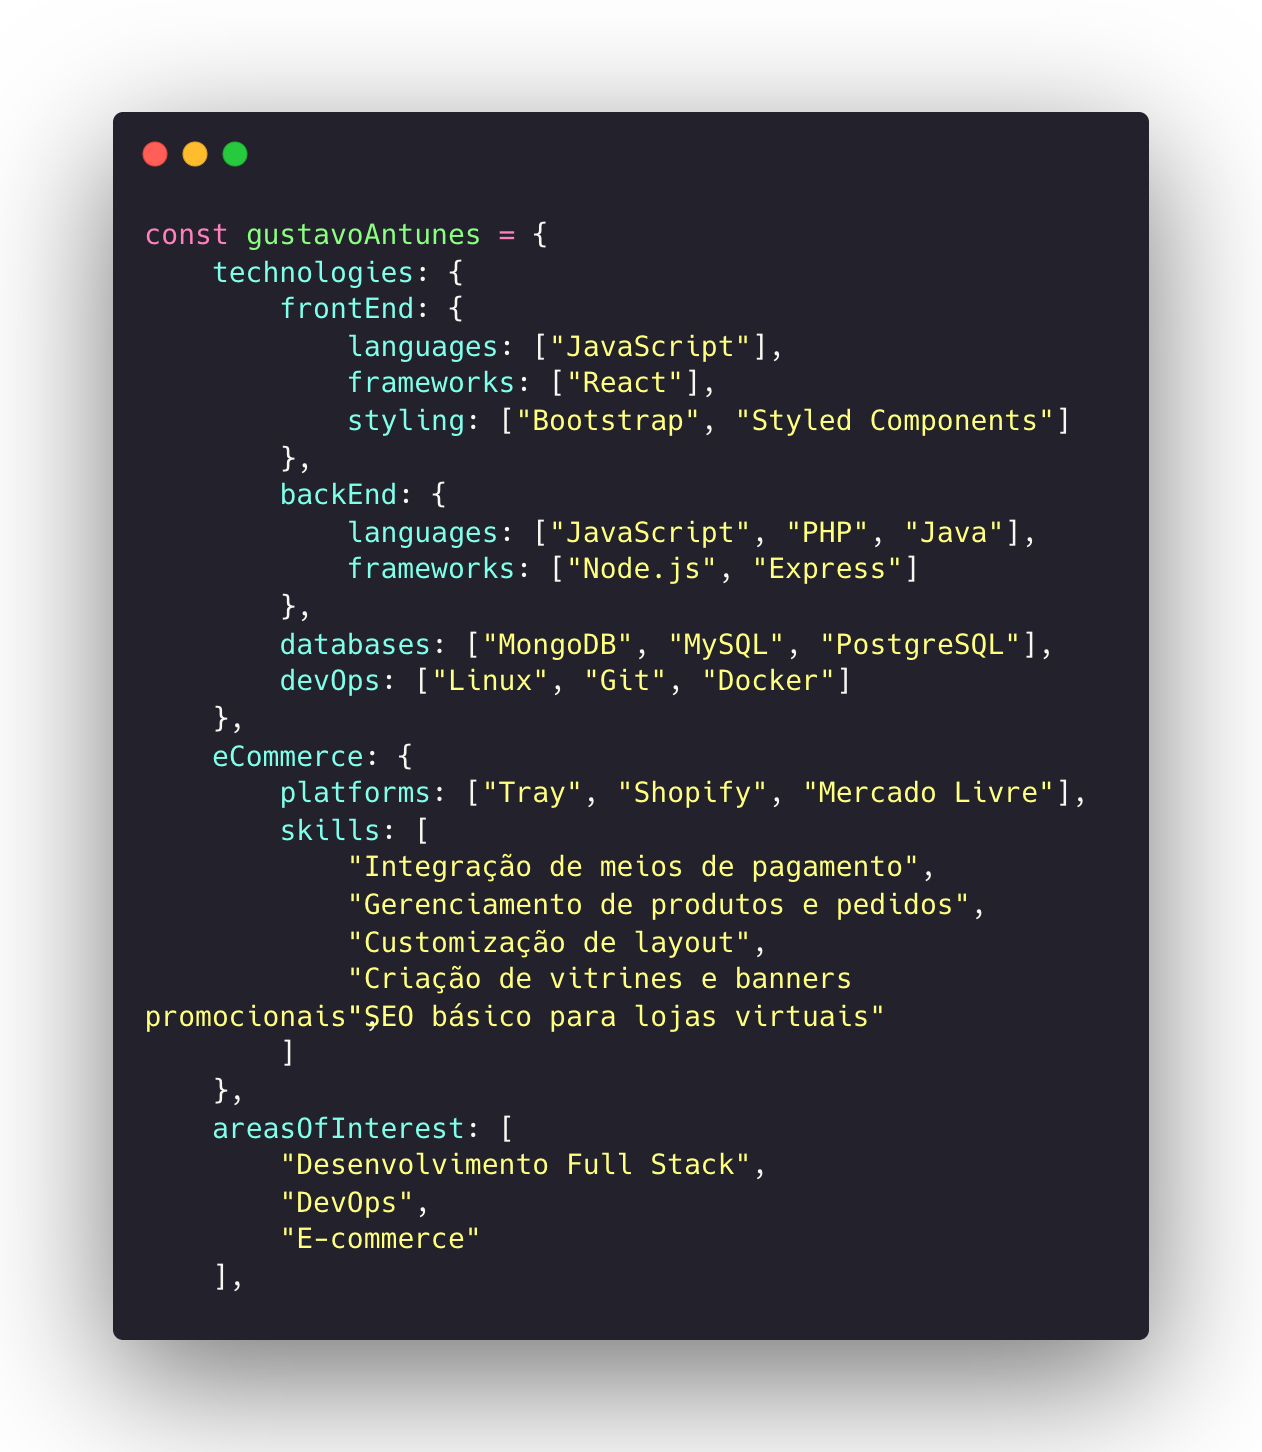 const gustavoAntunes = {
    technologies: {
        frontEnd: {
            languages: ["JavaScript"],
            frameworks: ["React"],
            styling: ["Bootstrap", "Styled Components"]
        },
        backEnd: {
            languages: ["JavaScript", "PHP", "Java"],
            frameworks: ["Node.js", "Express"]
        },
        databases: ["MongoDB", "MySQL", "PostgreSQL"],
        devOps: ["Linux", "Git", "Docker"]
    },
    eCommerce: {
        platforms: ["Tray", "Shopify", "Mercado Livre"],
        skills: [
            "Integração de meios de pagamento",
            "Gerenciamento de produtos e pedidos",
            "Customização de layout",
            "Criação de vitrines e banners
promocionais",
            "SEO básico para lojas virtuais"
        ]
    },
    areasOfInterest: [
        "Desenvolvimento Full Stack",
        "DevOps",
        "E-commerce"
    ],